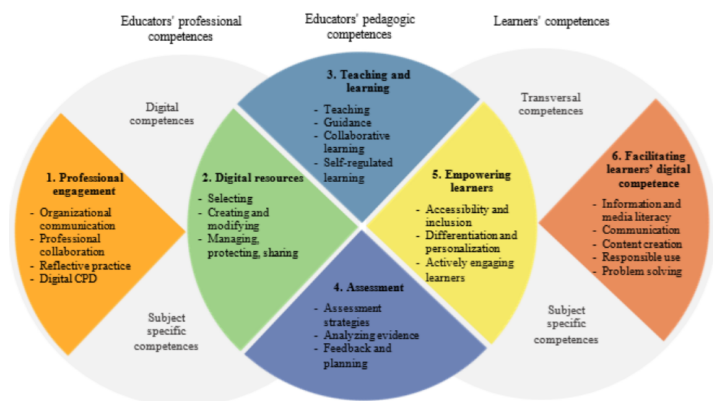 Educators' professional
competences
Educators' pedagogic
competences
Learners' competences
Digital
competences
Transversal
competences
1. Professional
engagement
- Organizational
communication
- Professional
collaboration
- Reflective practice
- Digital CPD
2. Digital resources
- Selecting
- Creating and
modifying
- Managing,
protecting, sharing
3. Teaching and
learning
- Teaching
- Guidance
- Collaborative
learning
- Self-regulated
learning
4. Assessment
- Assessment
strategies
- Analyzing evidence
- Feedback and
planning
5. Empowering
learners
- Accessibility and
inclusion
- Differentiation and
personalization
- Actively engaging
learners
6. Facilitating
learners' digital
competence
- Information and
media literacy
- Communication
- Content creation
- Responsible use
- Problem solving
Subject
specific
competences
Subject
specific
competences